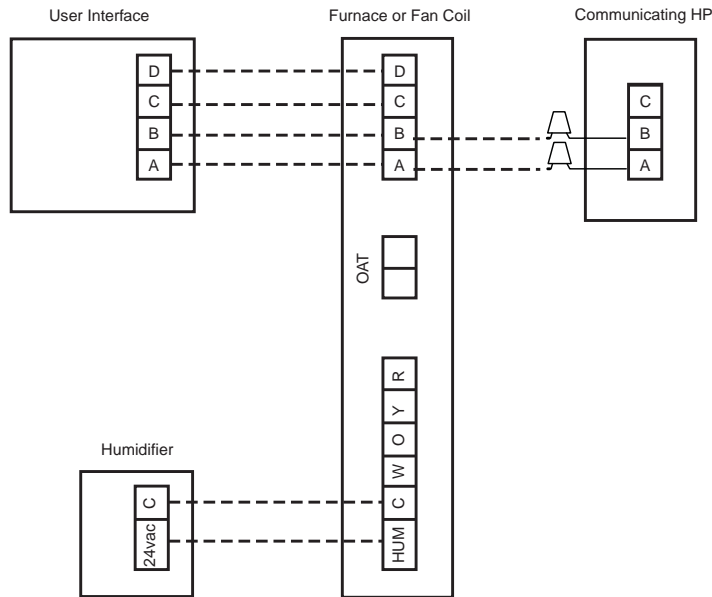 User Interface
Furnace or Fan Coil
Communicating HP
D
C
B
A
D
C
B
A
C
B
A
OAT
R
Y
O
W
C
HUM
Humidifier
C
24vac